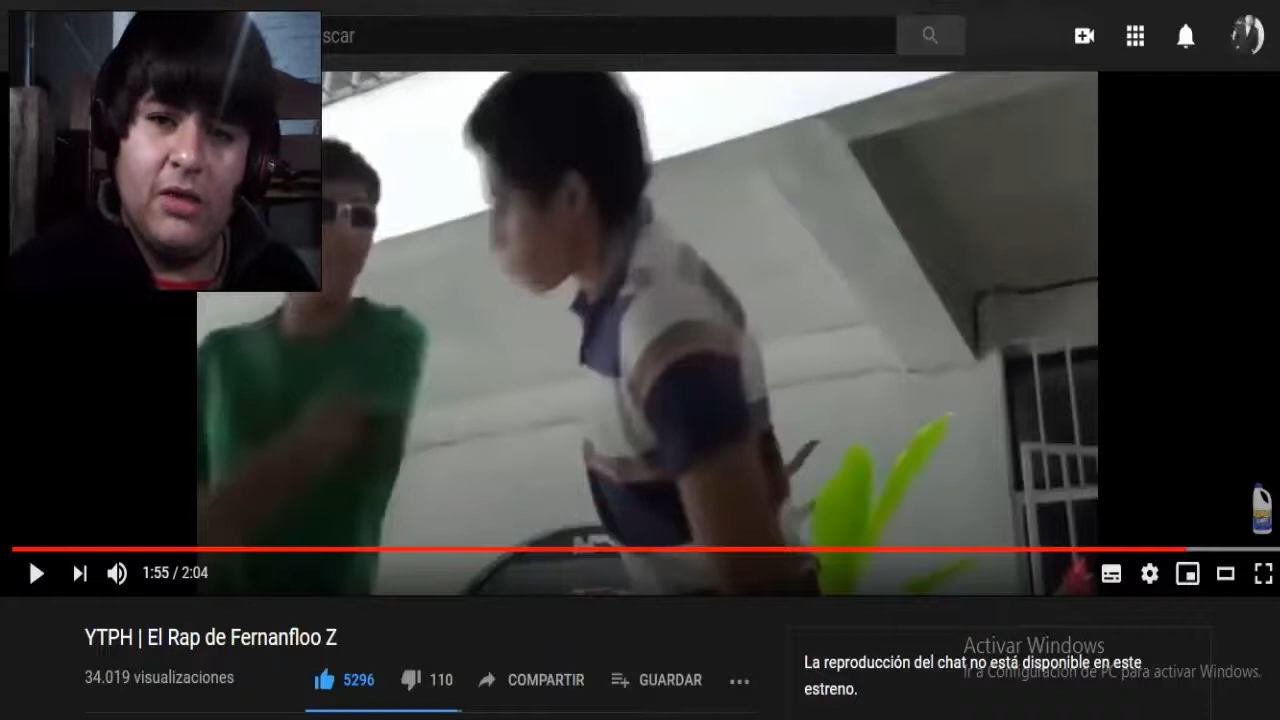 scar
1:55 / 2:04
YTPH | El Rap de Fernanfloo Z
34.019 visualizaciones
5296
110
COMPARTIR
GUARDAR
La reproducción del chat no está disponible en este
estreno.
Activar Windows
Ir a Configuración de PC para activar Windows.